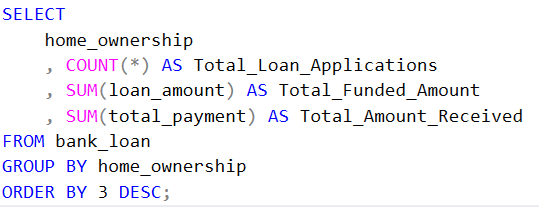 SELECT
    home_ownership
    , COUNT(*) AS Total_Loan_Applications
    , SUM(loan_amount) AS Total_Funded_Amount
    , SUM(total_payment) AS Total_Amount_Received
FROM bank_loan
GROUP BY home_ownership
ORDER BY 3 DESC;